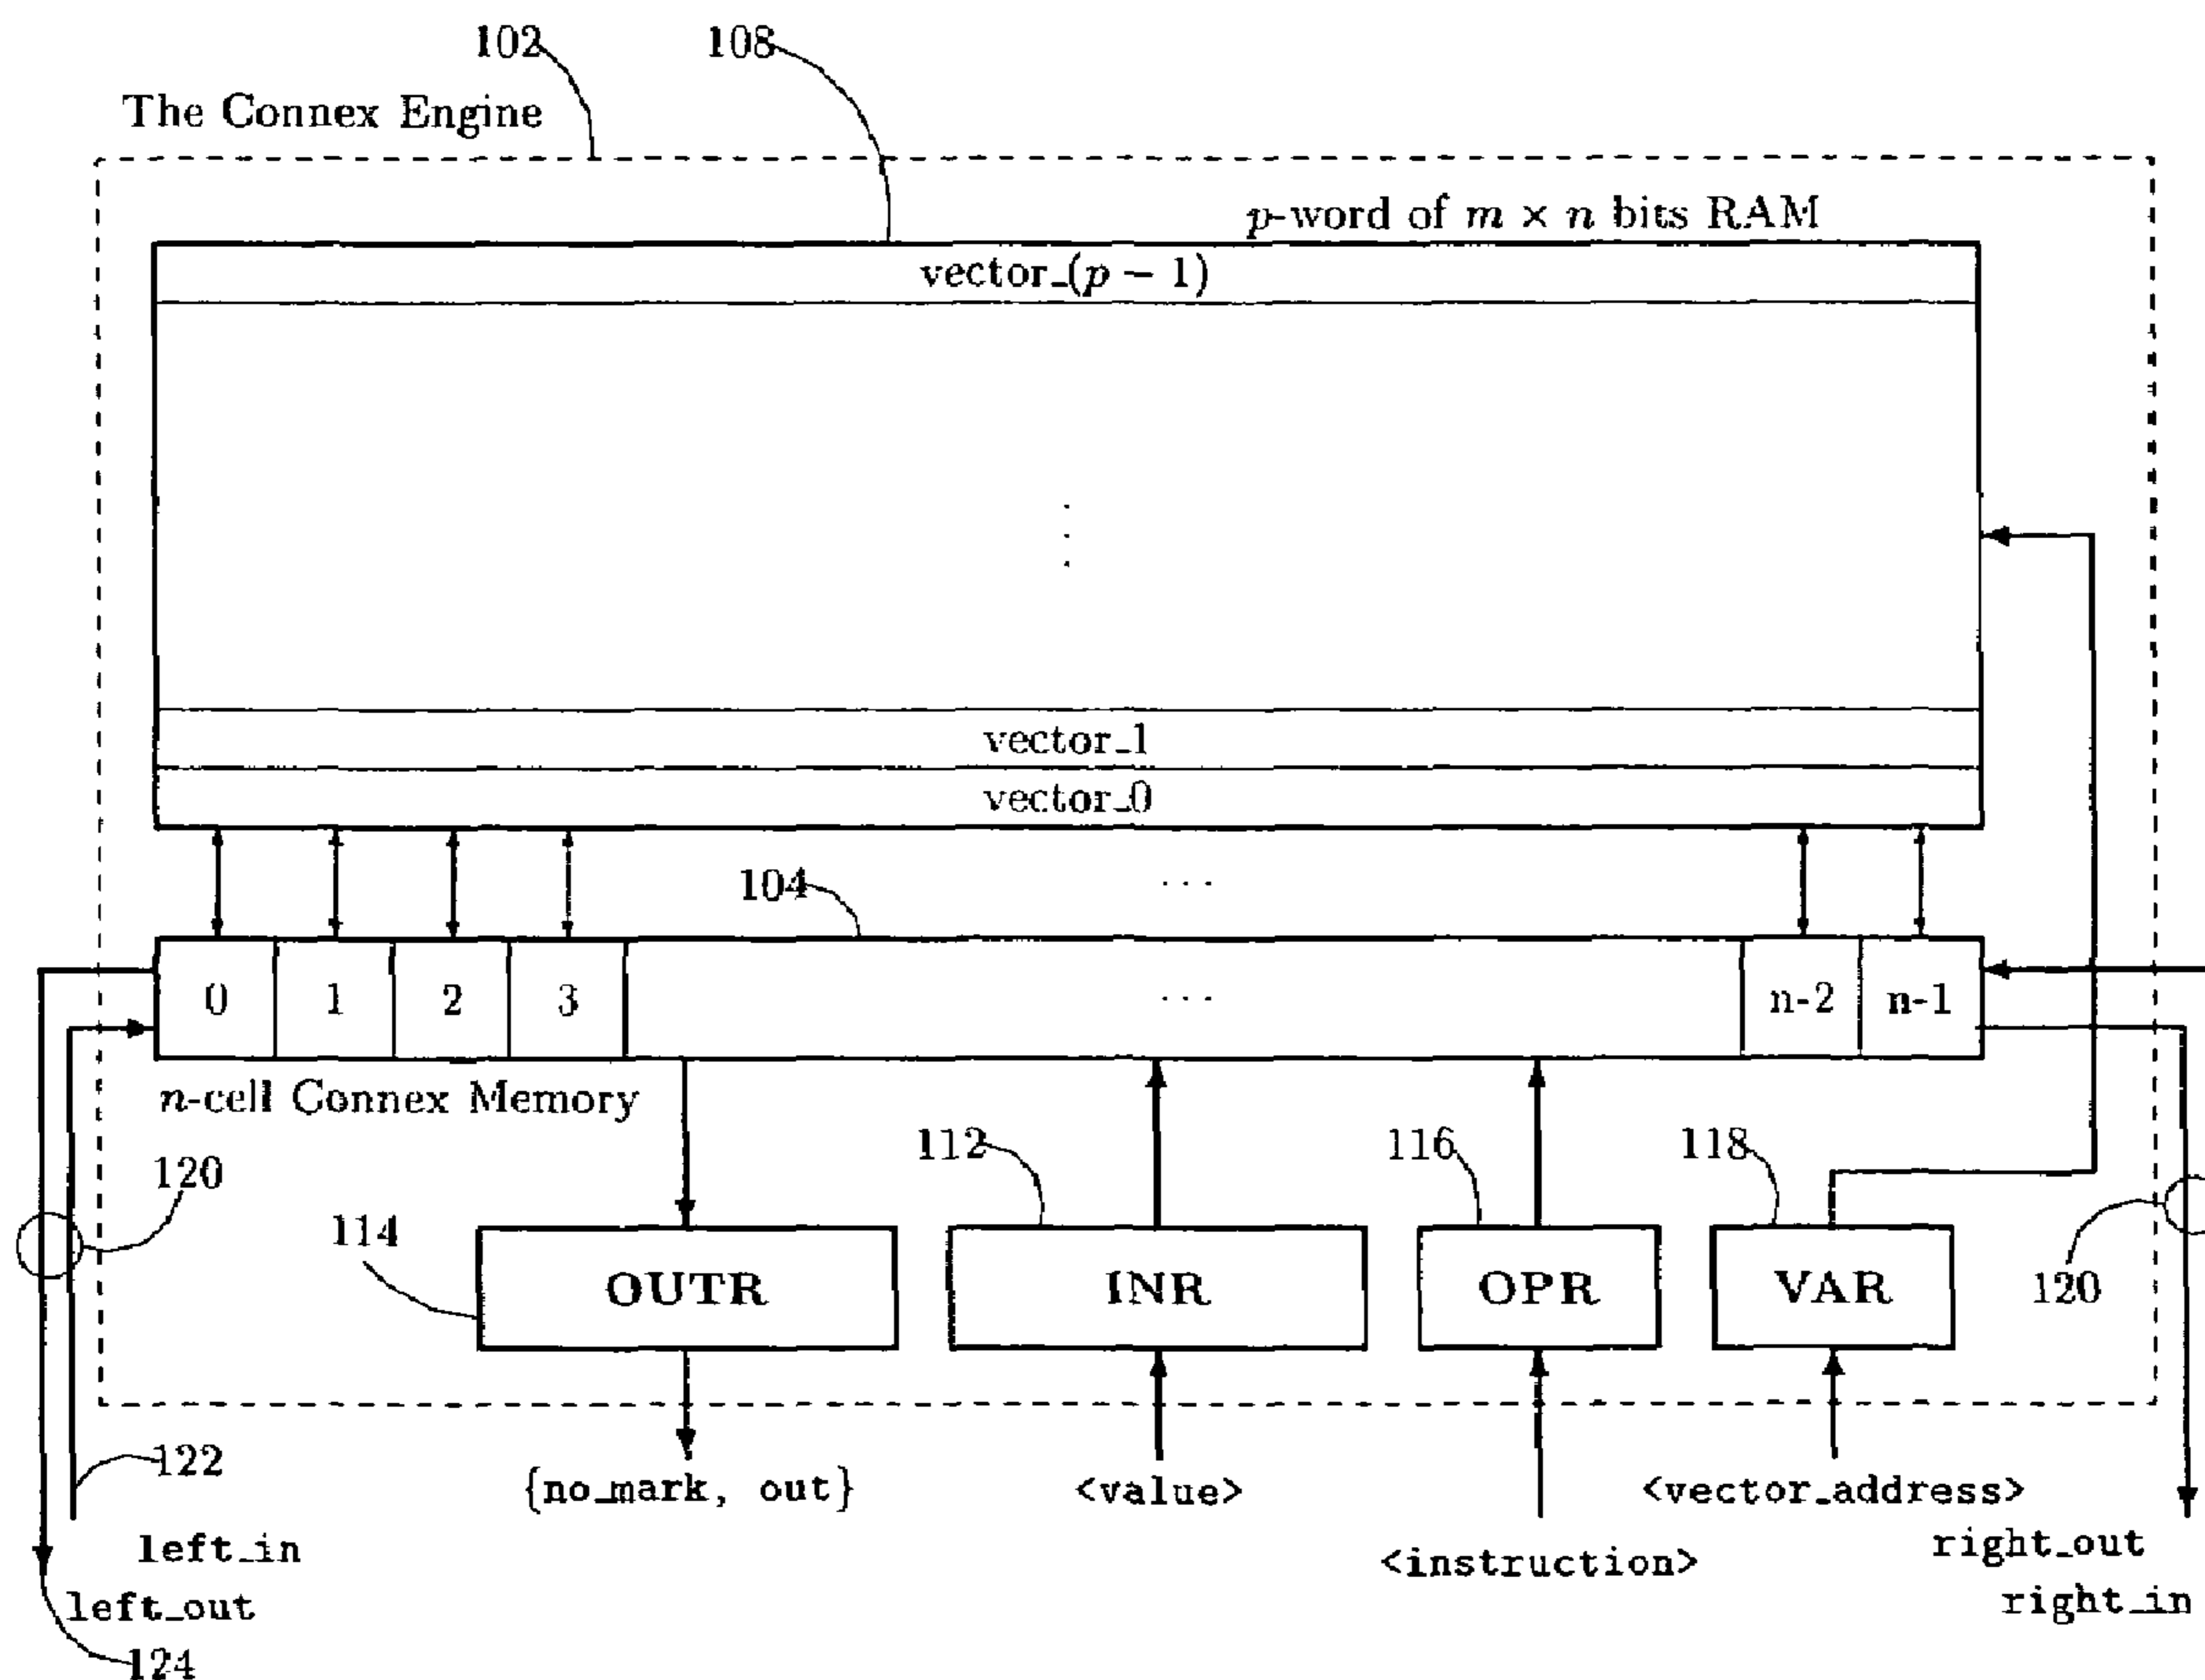 102
108
The Connex Engine
p-word of m × n bits RAM
vector_(p − 1)
⋮
vector_1
vector_0
104
...
0 1 2 3 ... n-2 n-1
n-cell Connex Memory
120
112
116
118
114
OUTR
INR
OPR
VAR
120
122
{no_mark, out}
<value>
<vector_address>
left_in
<instruction>
right_out
left_out
right_in
124